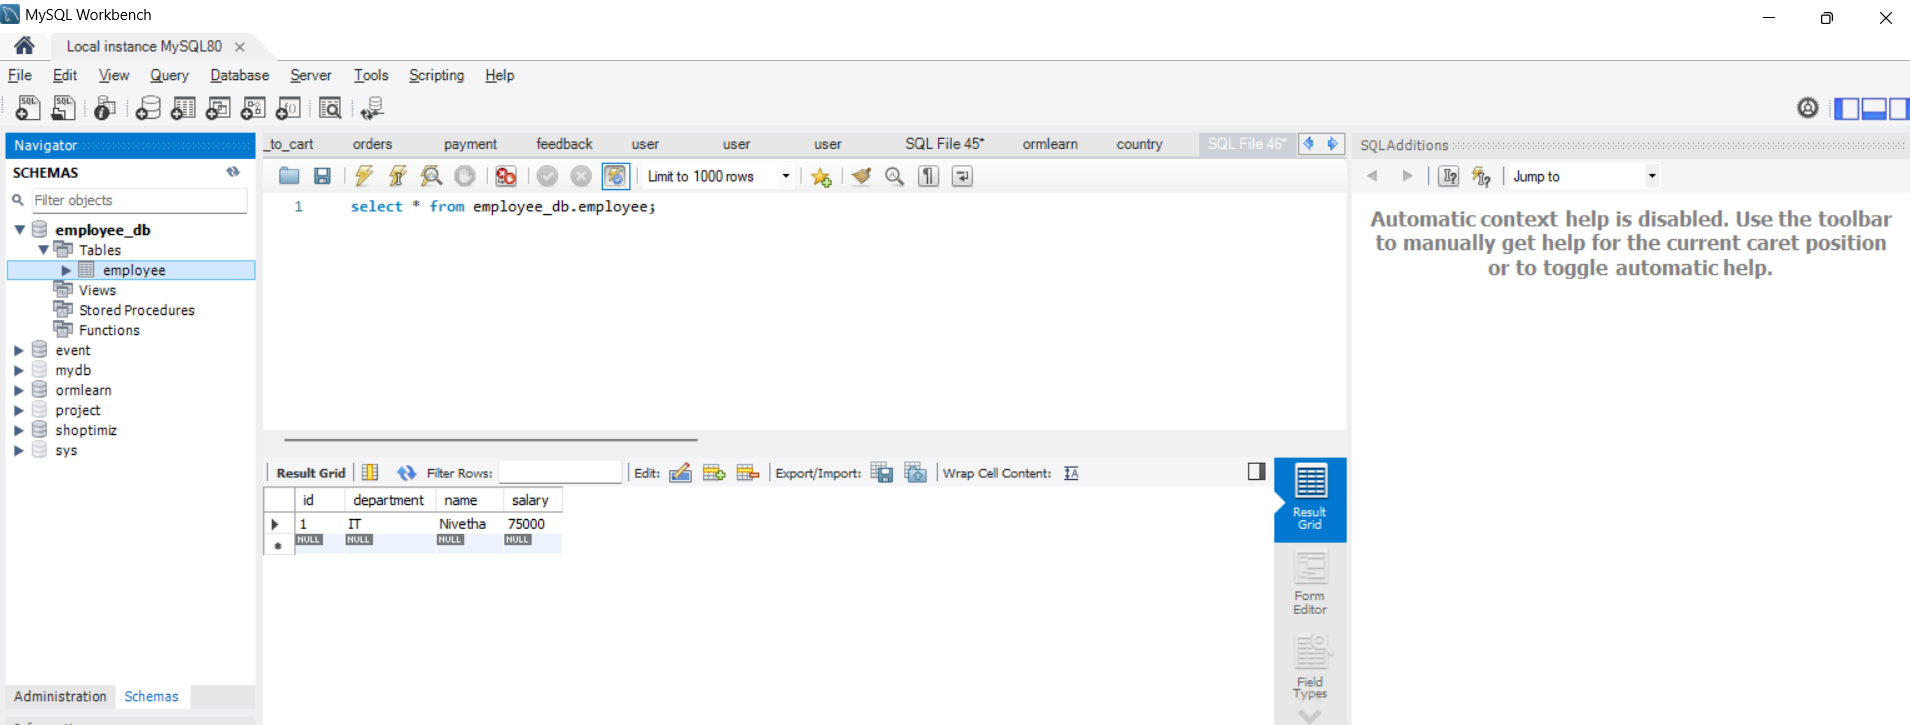 MySQL Workbench
Local instance MySQL80
File Edit View Query Database Server Tools Scripting Help
Navigator
SCHEMAS
Filter objects
employee_db
Tables
employee
Views
Stored Procedures
Functions
event
mydb
ormlearn
project
shoptimiz
sys
Administration Schemas
_to_cart orders payment feedback user user user SQL File 45* ormlearn country SQL File 46*
Limit to 1000 rows
1 select * from employee_db.employee;
Result Grid Filter Rows: Edit: Export/Import: Wrap Cell Content:
id department name salary
1 IT Nivetha 75000
NULL NULL NULL NULL
Result
Grid
Form
Editor
Field
Types
SQLAdditions
Jump to
Automatic context help is disabled. Use the toolbar
to manually get help for the current caret position
or to toggle automatic help.